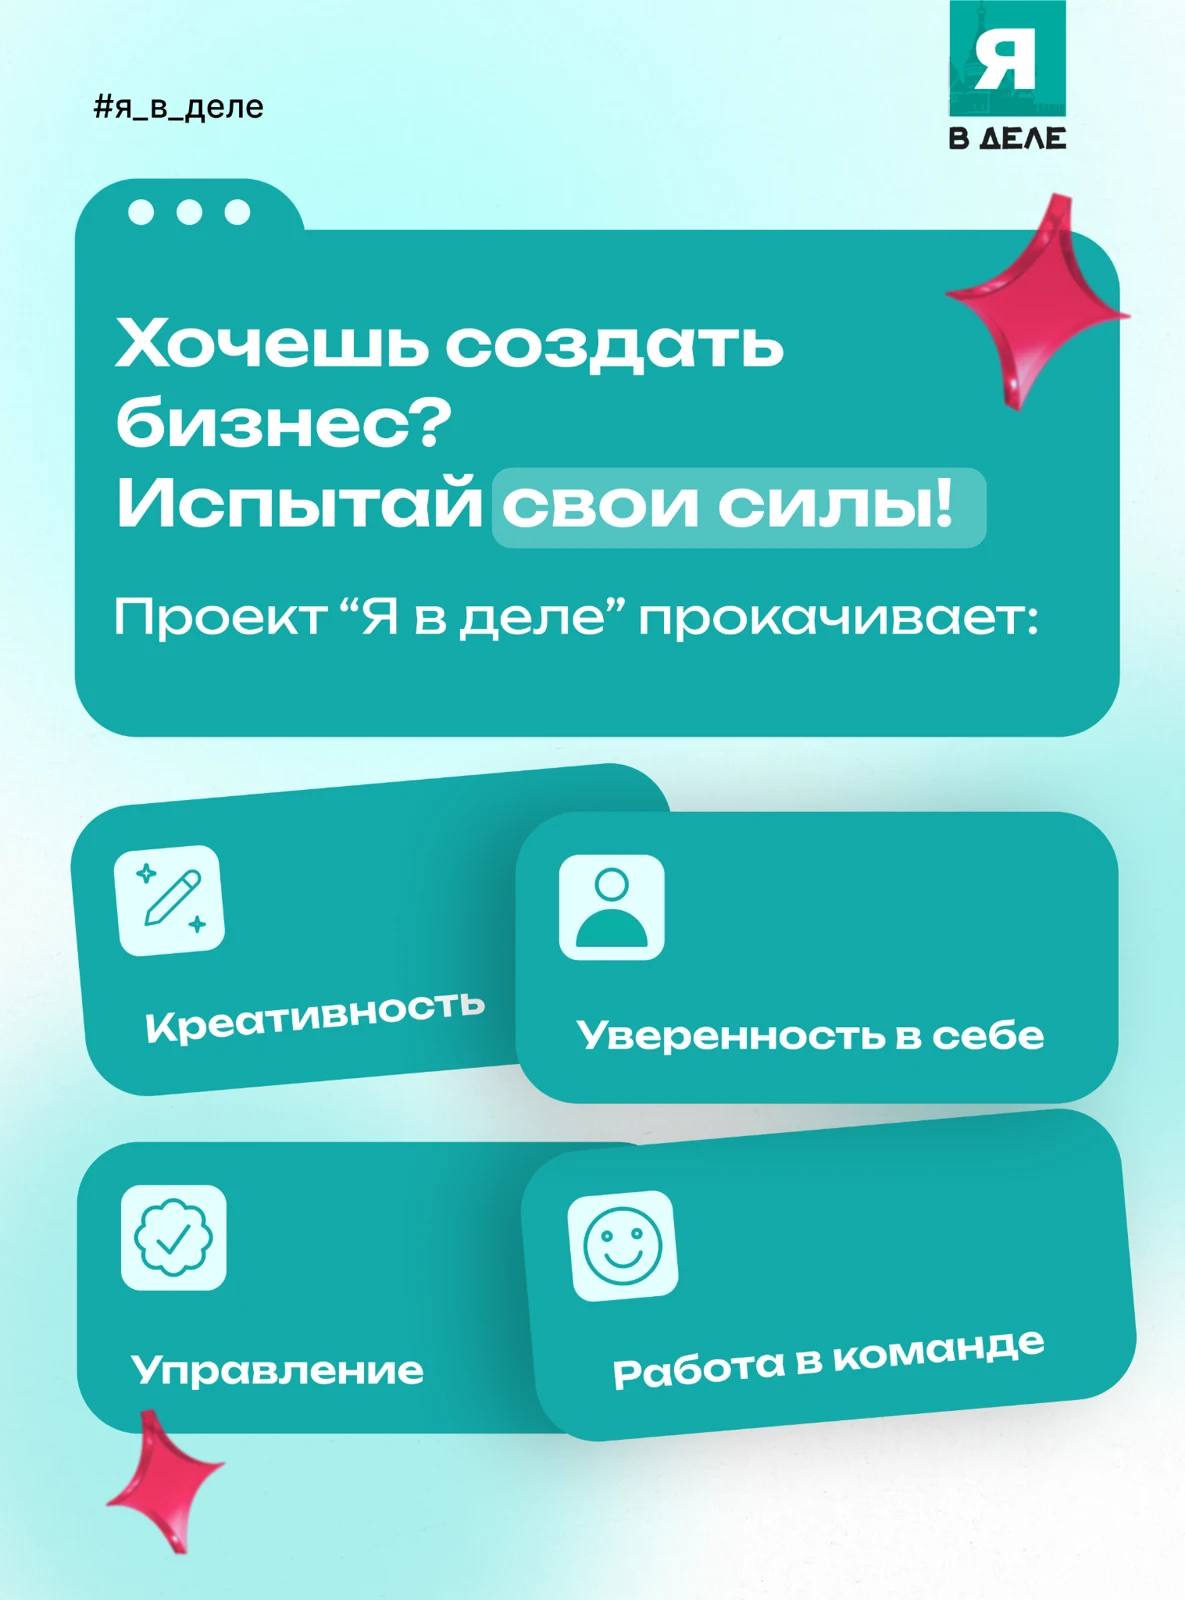 #я_в_деле
Я
В ДЕЛЕ
Хочешь создать
бизнес?
Испытай свои силы!
Проект “Я в деле” прокачивает:
Креативность
Уверенность в себе
Управление
Работа в команде